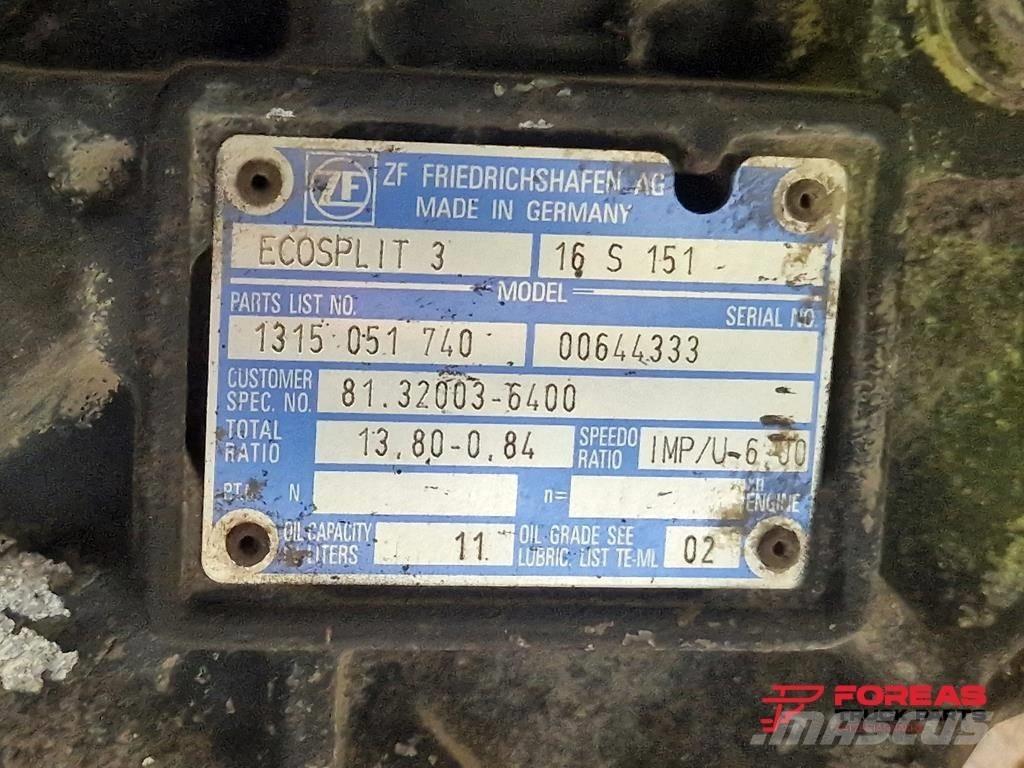 ZF ZF FRIEDRICHSHAFEN AG
MADE IN GERMANY
ECOSPLIT 3 16 S 151 -
MODEL
PARTS LIST NO. SERIAL NO
1315 051 740 00644333
CUSTOMER
SPEC. NO. 81.32003-6400 -
TOTAL
RATIO 13,80-0,84 SPEEDO
RATIO IMP/U-6,00
N - n= - ENGINE
OIL CAPACITY
LITERS 11 OIL GRADE SEE
LUBRIC. LIST TE-ML 02
FOREAS
TRUCK PARTS
MASCUS